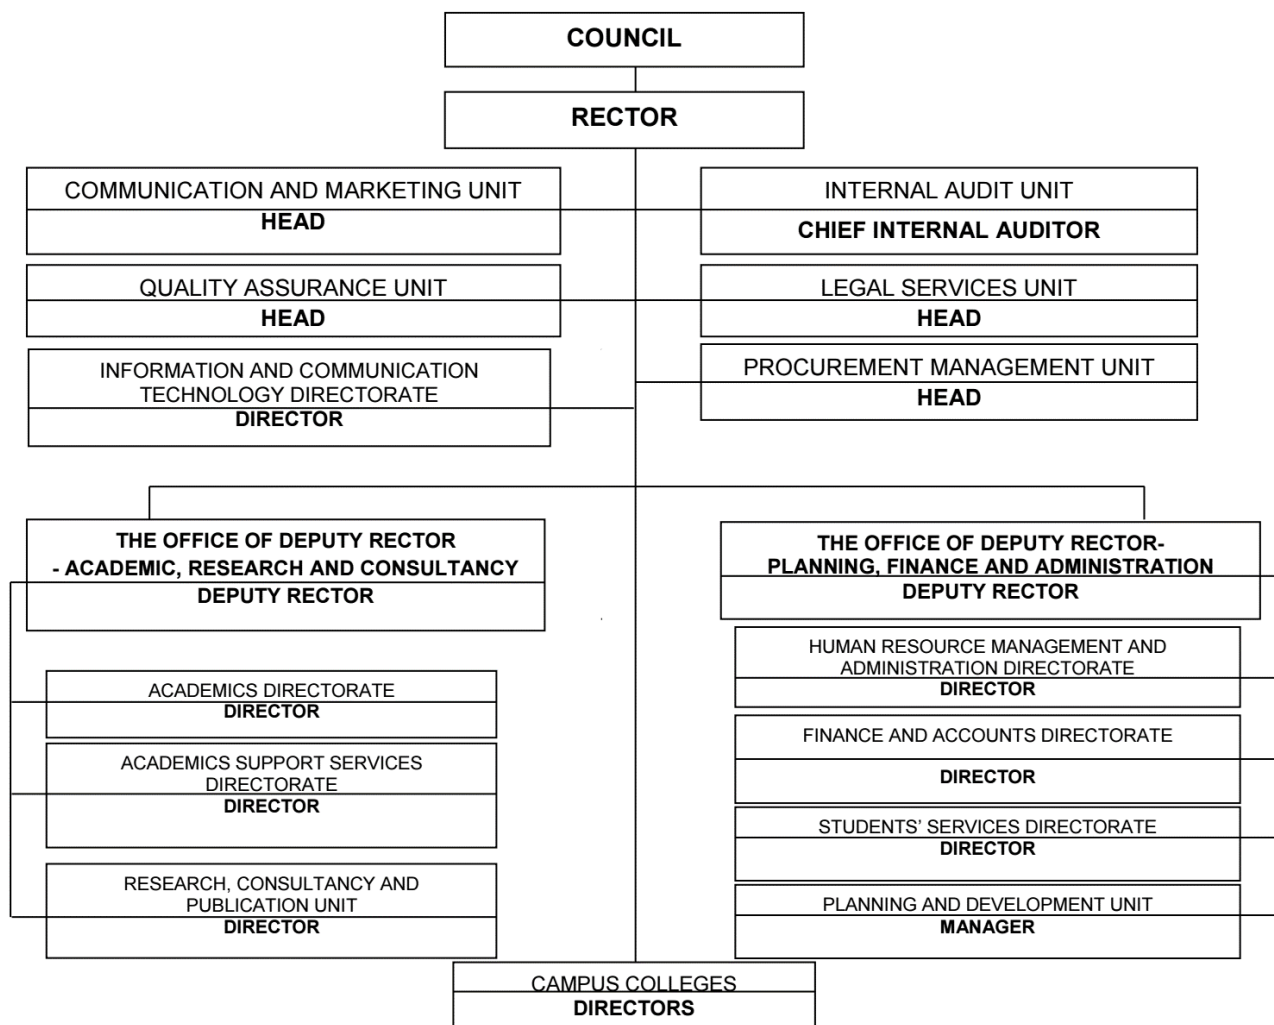 COUNCIL
RECTOR
COMMUNICATION AND MARKETING UNIT
HEAD
INTERNAL AUDIT UNIT
CHIEF INTERNAL AUDITOR
QUALITY ASSURANCE UNIT
HEAD
LEGAL SERVICES UNIT
HEAD
INFORMATION AND COMMUNICATION
TECHNOLOGY DIRECTORATE
DIRECTOR
PROCUREMENT MANAGEMENT UNIT
HEAD
THE OFFICE OF DEPUTY RECTOR
- ACADEMIC, RESEARCH AND CONSULTANCY
DEPUTY RECTOR
ACADEMICS DIRECTORATE
DIRECTOR
ACADEMICS SUPPORT SERVICES
DIRECTORATE
DIRECTOR
RESEARCH, CONSULTANCY AND
PUBLICATION UNIT
DIRECTOR
THE OFFICE OF DEPUTY RECTOR-
PLANNING, FINANCE AND ADMINISTRATION
DEPUTY RECTOR
HUMAN RESOURCE MANAGEMENT AND
ADMINISTRATION DIRECTORATE
DIRECTOR
FINANCE AND ACCOUNTS DIRECTORATE
DIRECTOR
STUDENTS’ SERVICES DIRECTORATE
DIRECTOR
PLANNING AND DEVELOPMENT UNIT
MANAGER
CAMPUS COLLEGES
DIRECTORS